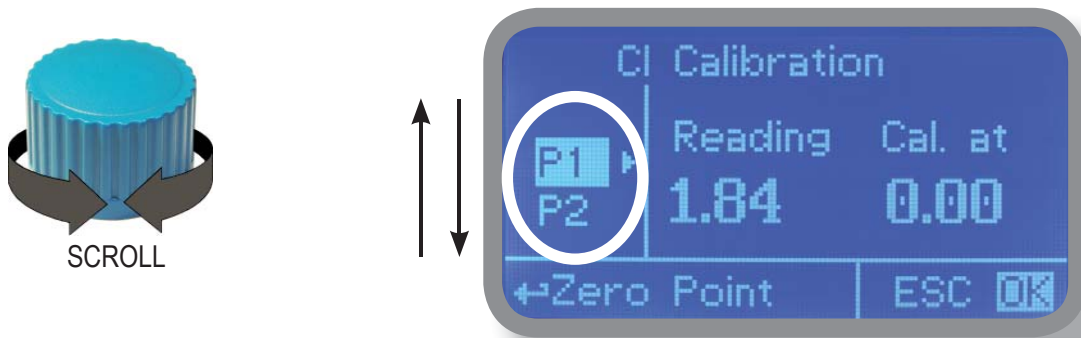 SCROLL
Cl Calibration
Reading Cal. at
P1
1.84 0.00
P2
Zero Point ESC OK